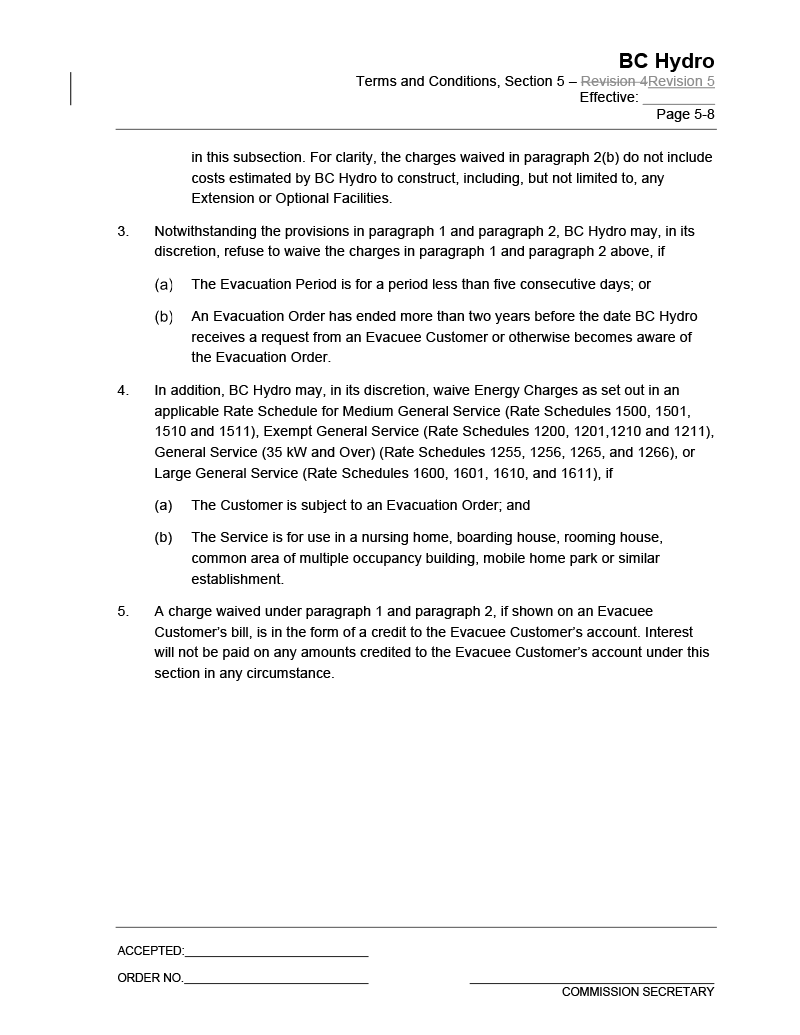 BC Hydro
Terms and Conditions, Section 5 – Revision 4Revision 5
Effective: _________
Page 5-8
in this subsection. For clarity, the charges waived in paragraph 2(b) do not include
costs estimated by BC Hydro to construct, including, but not limited to, any
Extension or Optional Facilities.
3. Notwithstanding the provisions in paragraph 1 and paragraph 2, BC Hydro may, in its
discretion, refuse to waive the charges in paragraph 1 and paragraph 2 above, if
(a) The Evacuation Period is for a period less than five consecutive days; or
(b) An Evacuation Order has ended more than two years before the date BC Hydro
receives a request from an Evacuee Customer or otherwise becomes aware of
the Evacuation Order.
4. In addition, BC Hydro may, in its discretion, waive Energy Charges as set out in an
applicable Rate Schedule for Medium General Service (Rate Schedules 1500, 1501,
1510 and 1511), Exempt General Service (Rate Schedules 1200, 1201,1210 and 1211),
General Service (35 kW and Over) (Rate Schedules 1255, 1256, 1265, and 1266), or
Large General Service (Rate Schedules 1600, 1601, 1610, and 1611), if
(a) The Customer is subject to an Evacuation Order; and
(b) The Service is for use in a nursing home, boarding house, rooming house,
common area of multiple occupancy building, mobile home park or similar
establishment.
5. A charge waived under paragraph 1 and paragraph 2, if shown on an Evacuee
Customer’s bill, is in the form of a credit to the Evacuee Customer’s account. Interest
will not be paid on any amounts credited to the Evacuee Customer’s account under this
section in any circumstance.
ACCEPTED:
ORDER NO.
COMMISSION SECRETARY